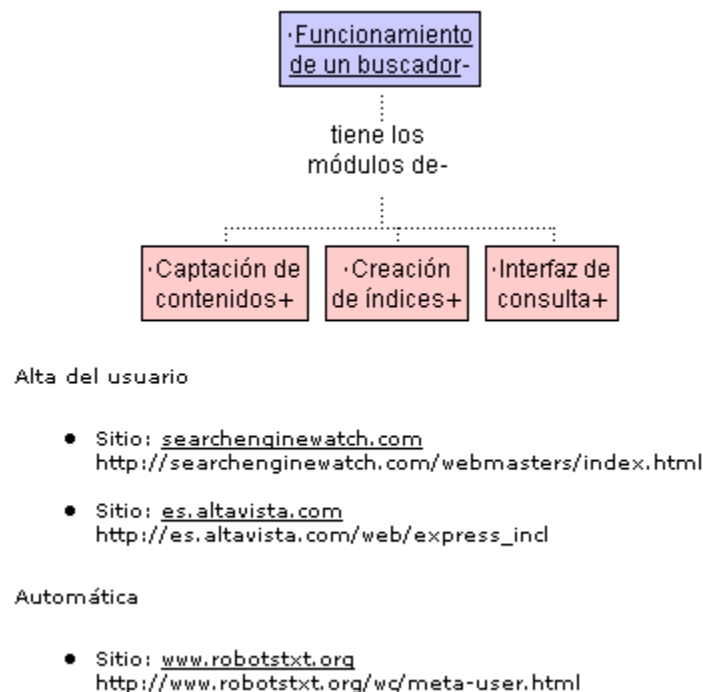 ·Funcionamiento
de un buscador-
tiene los
módulos de-
·Captación de
contenidos+
·Creación
de índices+
·Interfaz de
consulta+
Alta del usuario
● Sitio: searchenginewatch.com
http://searchenginewatch.com/webmasters/index.html
● Sitio: es.altavista.com
http://es.altavista.com/web/express_incl
Automática
● Sitio: www.robotstxt.org
http://www.robotstxt.org/wc/meta-user.html